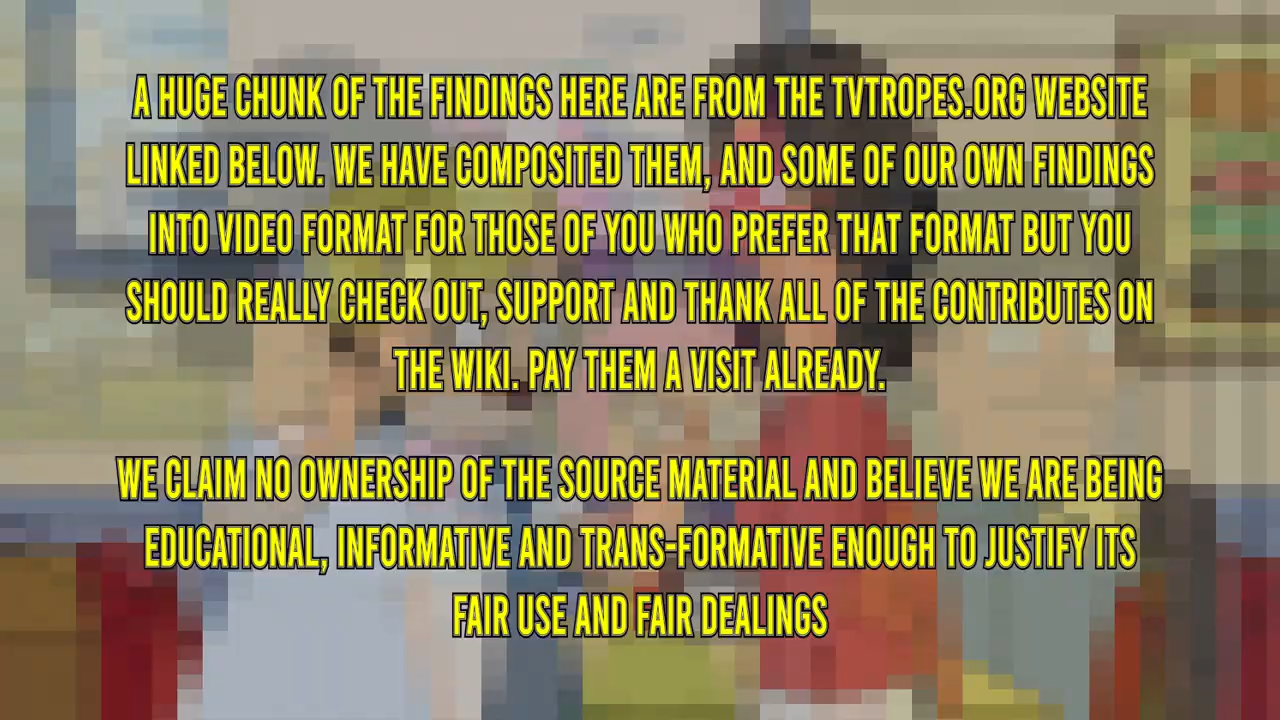 A HUGE CHUNK OF THE FINDINGS HERE ARE FROM THE TVTROPES.ORG WEBSITE
LINKED BELOW. WE HAVE COMPOSITED THEM, AND SOME OF OUR OWN FINDINGS
INTO VIDEO FORMAT FOR THOSE OF YOU WHO PREFER THAT FORMAT BUT YOU
SHOULD REALLY CHECK OUT, SUPPORT AND THANK ALL OF THE CONTRIBUTES ON
THE WIKI. PAY THEM A VISIT ALREADY.
WE CLAIM NO OWNERSHIP OF THE SOURCE MATERIAL AND BELIEVE WE ARE BEING
EDUCATIONAL, INFORMATIVE AND TRANS-FORMATIVE ENOUGH TO JUSTIFY ITS
FAIR USE AND FAIR DEALINGS